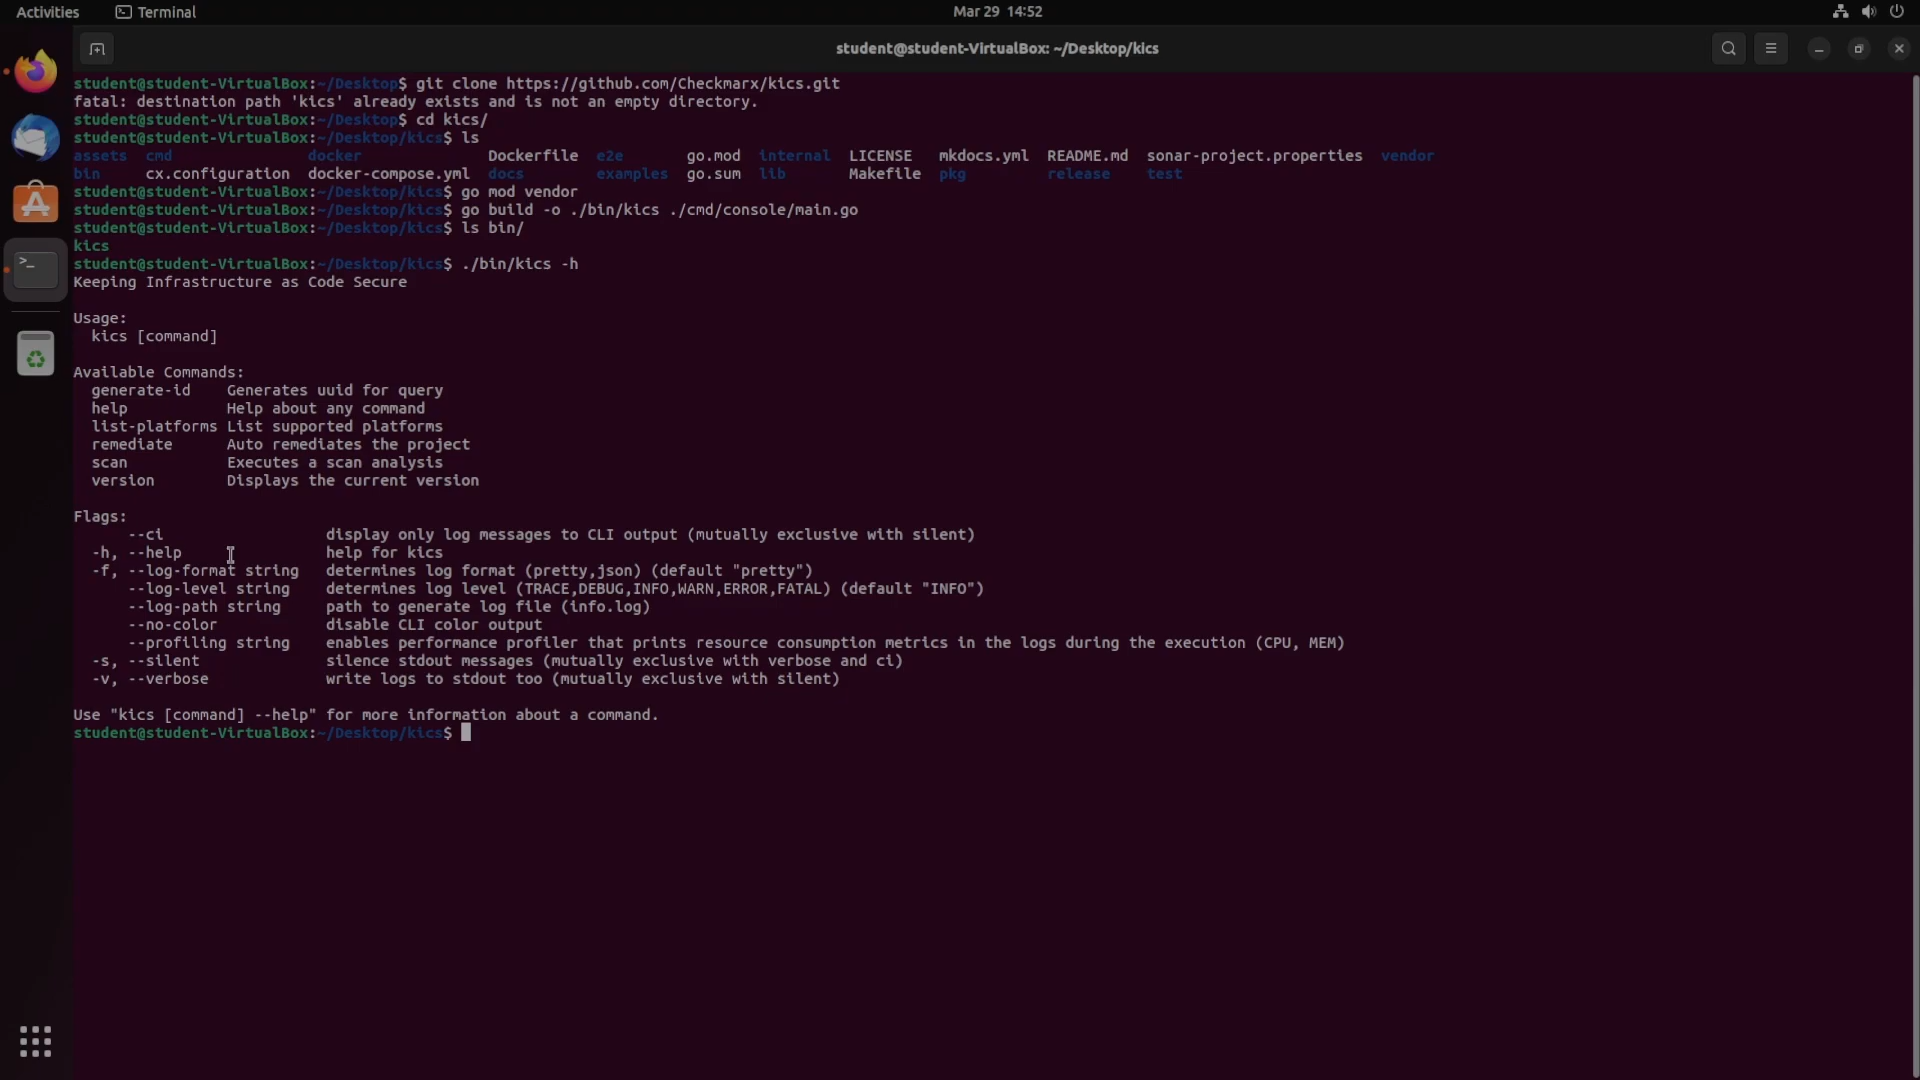 Activities Terminal Mar 29 14:52
student@student-VirtualBox: ~/Desktop/kics
student@student-VirtualBox:~/Desktop$ git clone https://github.com/Checkmarx/kics.git
fatal: destination path 'kics' already exists and is not an empty directory.
student@student-VirtualBox:~/Desktop$ cd kics/
student@student-VirtualBox:~/Desktop/kics$ ls
assets cmd docker Dockerfile e2e go.mod internal LICENSE mkdocs.yml README.md sonar-project.properties vendor
bin cx.configuration docker-compose.yml docs examples go.sum lib Makefile pkg release test
student@student-VirtualBox:~/Desktop/kics$ go mod vendor
student@student-VirtualBox:~/Desktop/kics$ go build -o ./bin/kics ./cmd/console/main.go
student@student-VirtualBox:~/Desktop/kics$ ls bin/
kics
student@student-VirtualBox:~/Desktop/kics$ ./bin/kics -h
Keeping Infrastructure as Code Secure
Usage:
kics [command]
Available Commands:
generate-id Generates uuid for query
help Help about any command
list-platforms List supported platforms
remediate Auto remediates the project
scan Executes a scan analysis
version Displays the current version
Flags:
--ci display only log messages to CLI output (mutually exclusive with silent)
-h, --help help for kics
-f, --log-format string determines log format (pretty,json) (default "pretty")
--log-level string determines log level (TRACE,DEBUG,INFO,WARN,ERROR,FATAL) (default "INFO")
--log-path string path to generate log file (info.log)
--no-color disable CLI color output
--profiling string enables performance profiler that prints resource consumption metrics in the logs during the execution (CPU, MEM)
-s, --silent silence stdout messages (mutually exclusive with verbose and ci)
-v, --verbose write logs to stdout too (mutually exclusive with silent)
Use "kics [command] --help" for more information about a command.
student@student-VirtualBox:~/Desktop/kics$